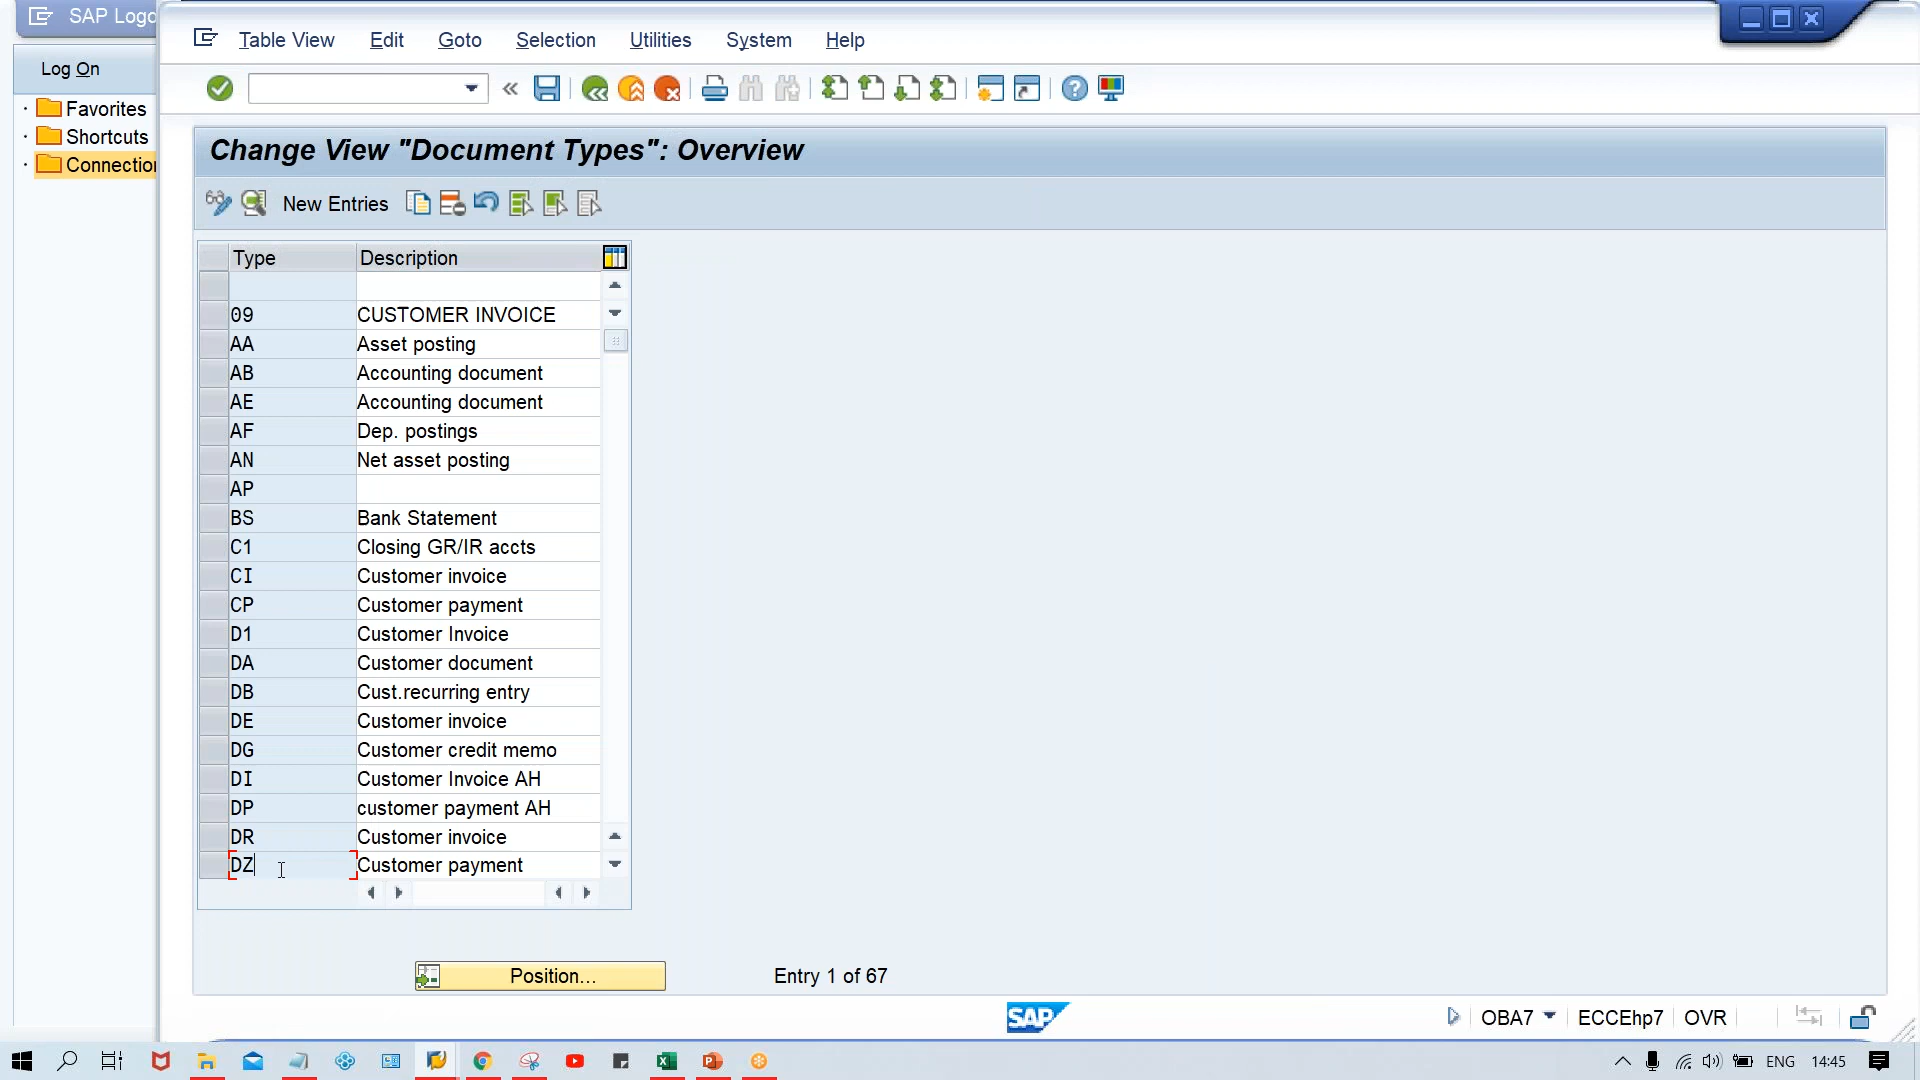 SAP Logo
Table View Edit Goto Selection Utilities System Help
Log On
Favorites
Shortcuts
Connection
Change View "Document Types": Overview
New Entries
Type Description
09 CUSTOMER INVOICE
AA Asset posting
AB Accounting document
AE Accounting document
AF Dep. postings
AN Net asset posting
AP
BS Bank Statement
C1 Closing GR/IR accts
CI Customer invoice
CP Customer payment
D1 Customer Invoice
DA Customer document
DB Cust.recurring entry
DE Customer invoice
DG Customer credit memo
DI Customer Invoice AH
DP customer payment AH
DR Customer invoice
DZ Customer payment
Position... Entry 1 of 67
SAP OBA7 ECCEhp7 OVR
ENG 14:45